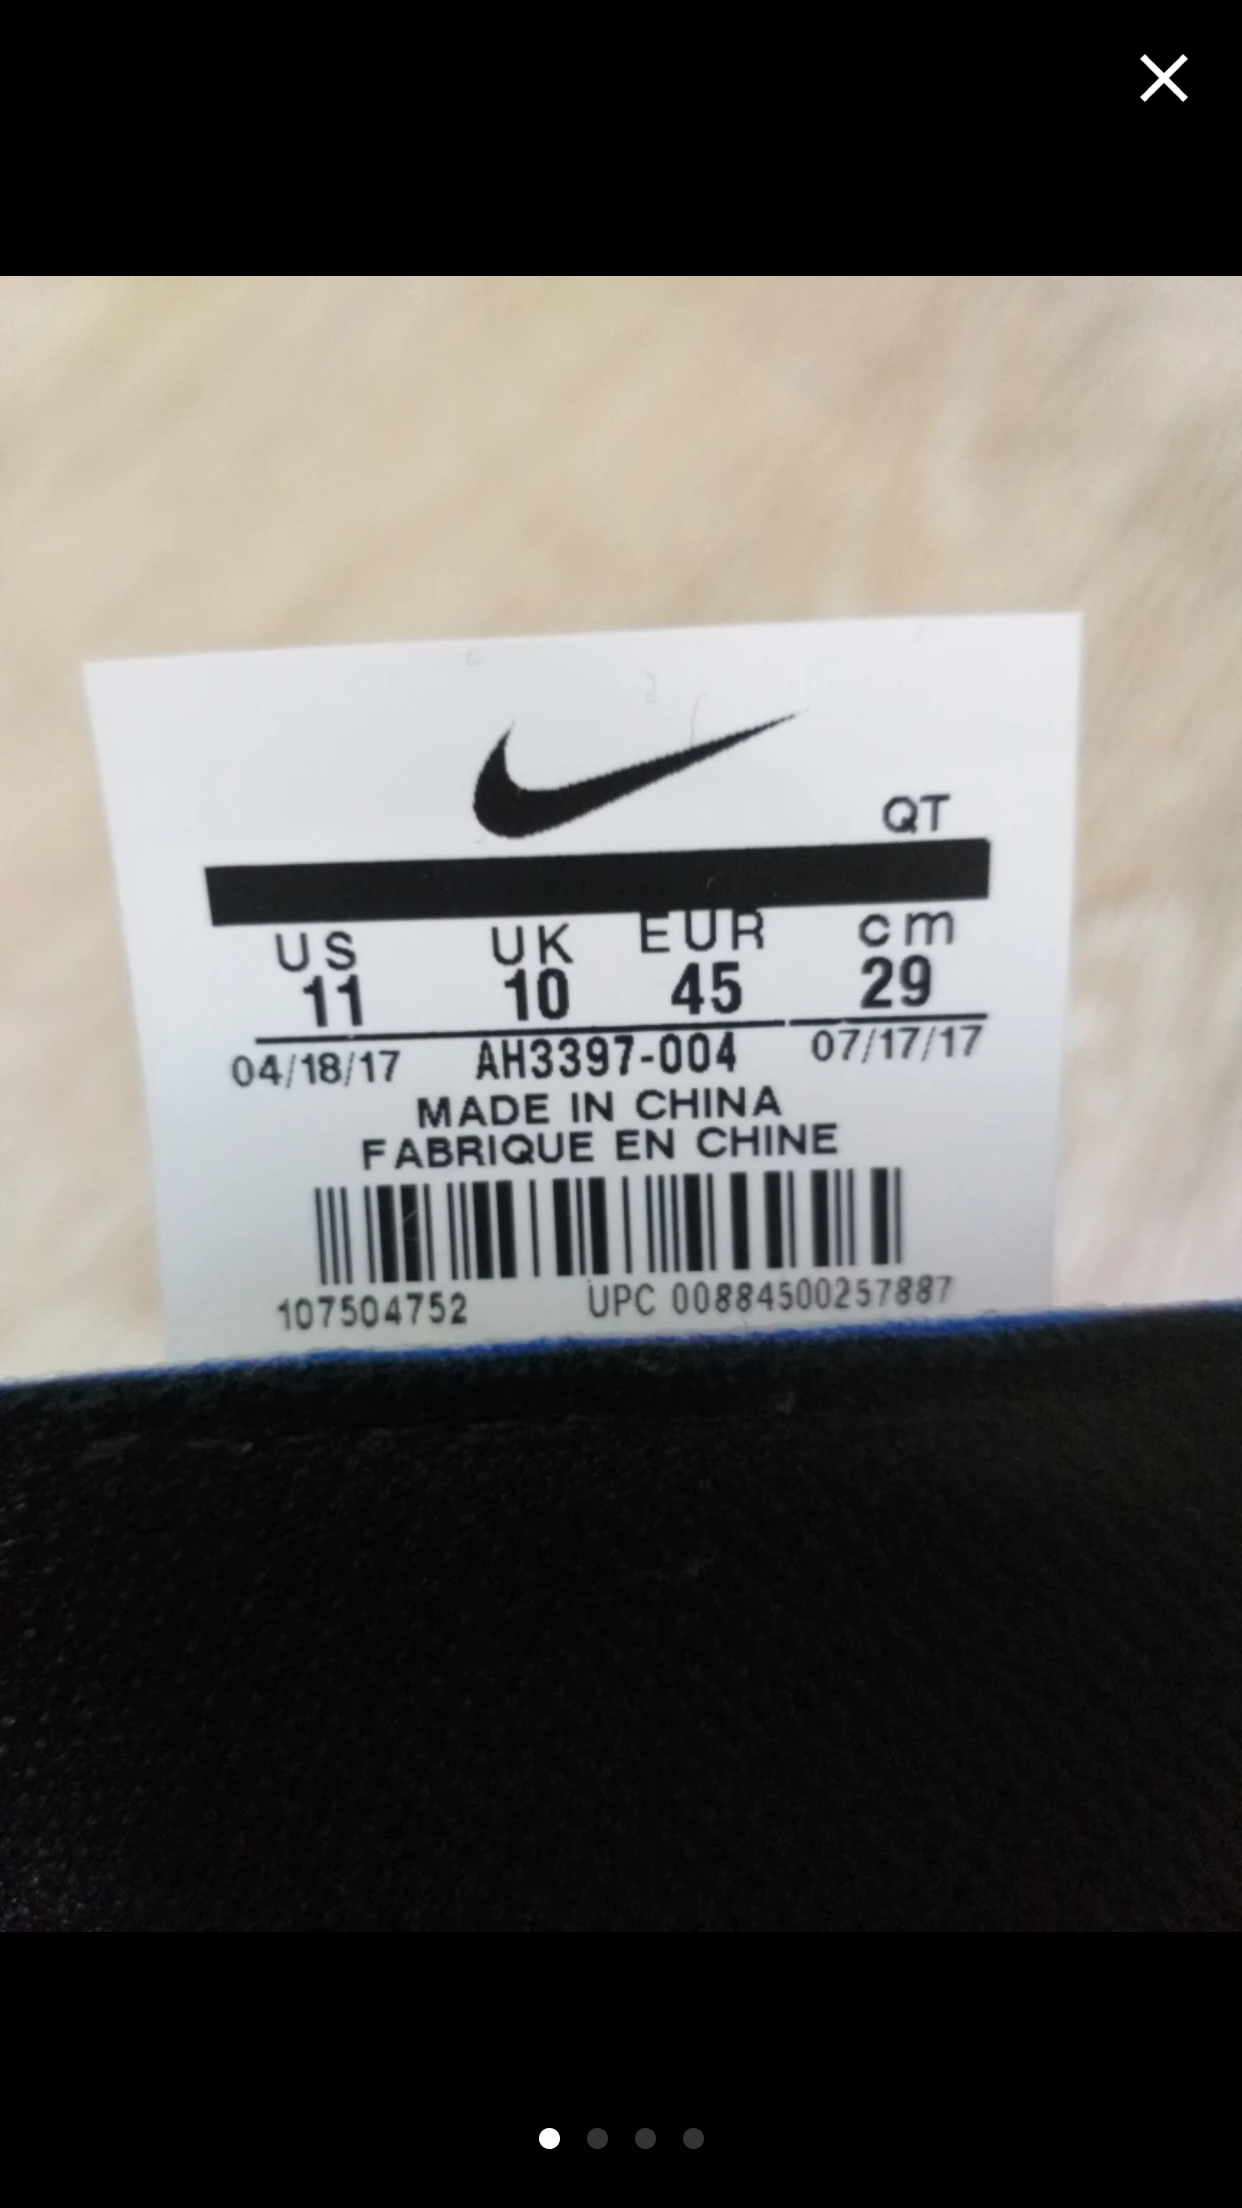 QT
US UK EUR cm
11 10 45 29
04/18/17 AH3397-004 07/17/17
MADE IN CHINA
FABRIQUE EN CHINE
107504752 UPC 00884500257887